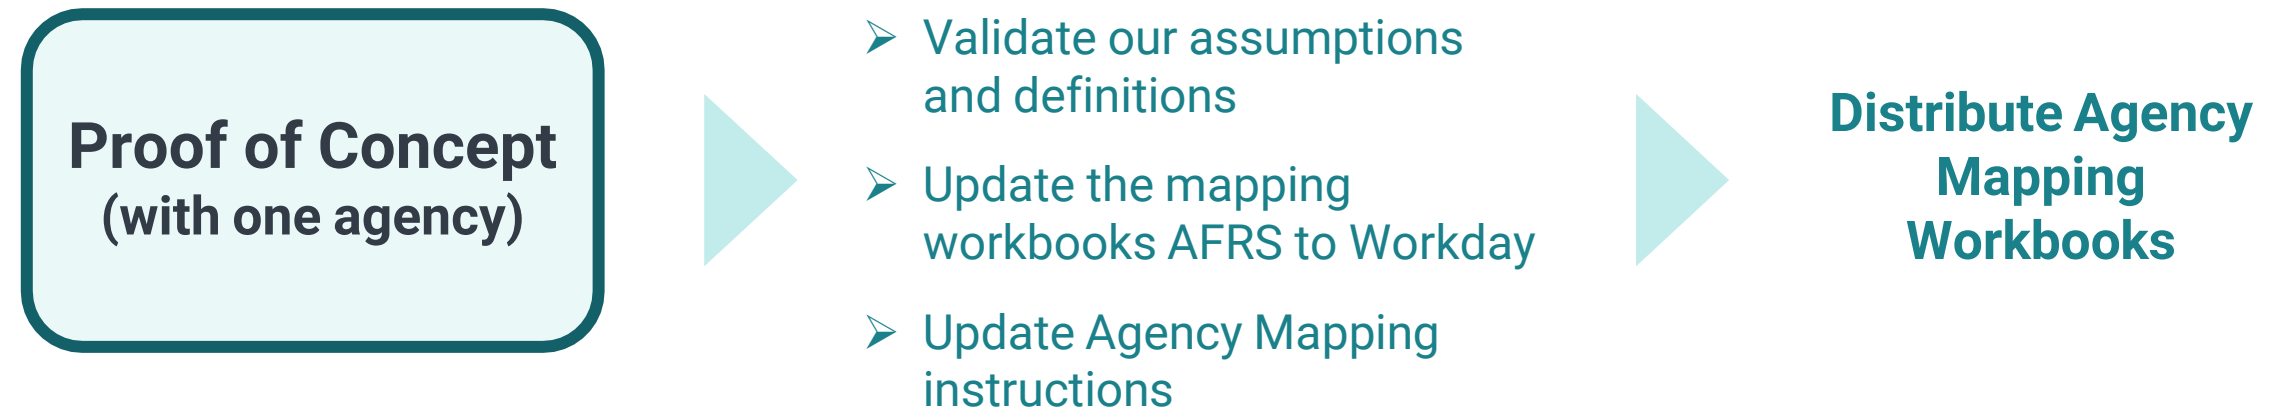 Proof of Concept
(with one agency)
➢ Validate our assumptions
and definitions
➢ Update the mapping
workbooks AFRS to Workday
➢ Update Agency Mapping
instructions
Distribute Agency
Mapping
Workbooks